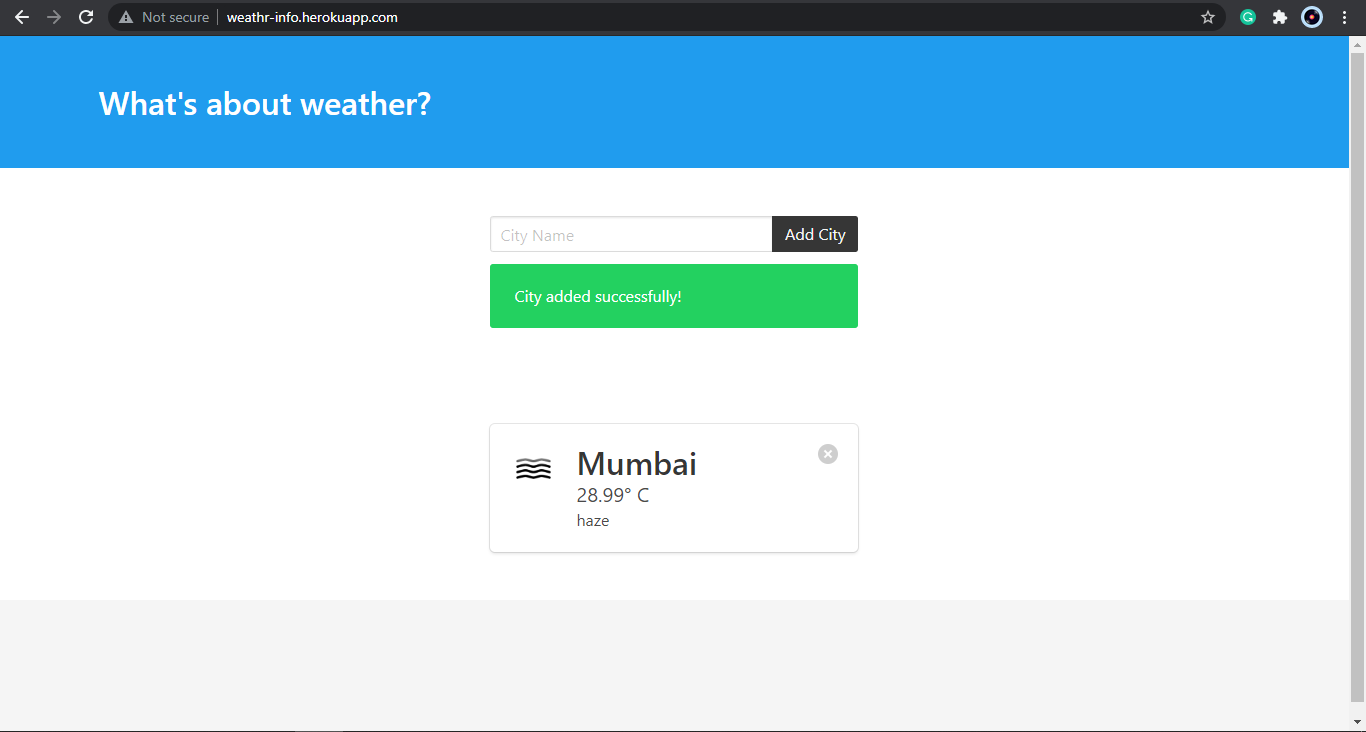 Not secure weathr-info.herokuapp.com
What's about weather?
City Name Add City
City added successfully!
Mumbai
28.99° C
haze